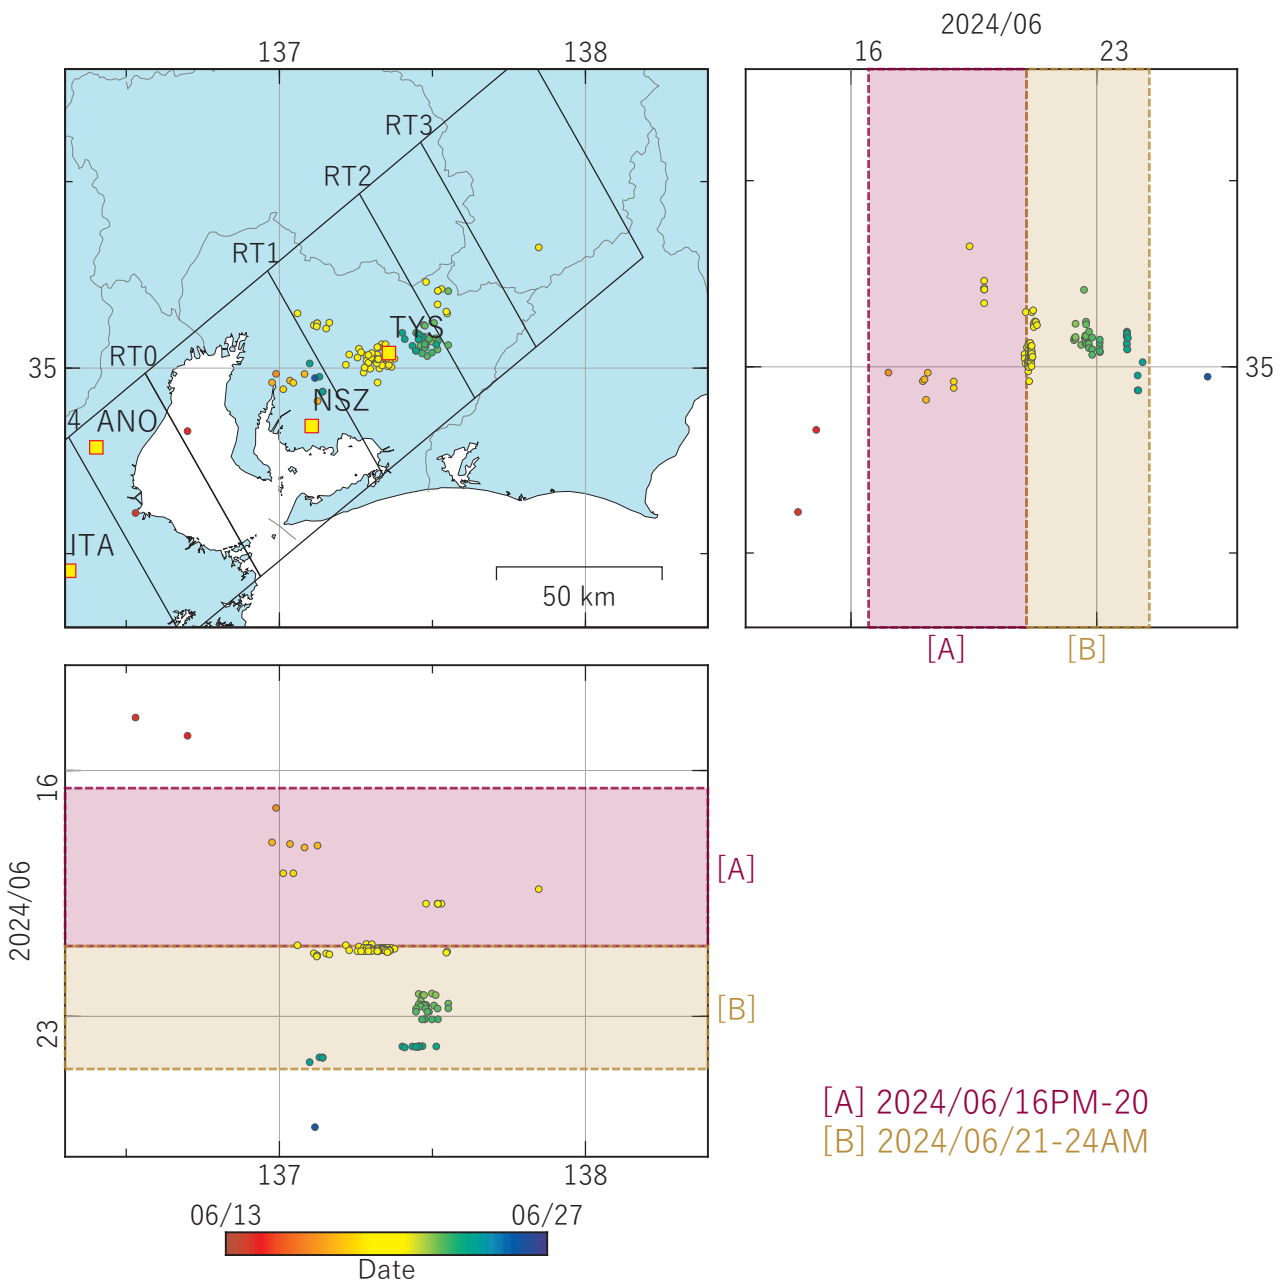 2024/06
137 138 16 23
RT3
RT2
RT1
RT0
TYS
35 35
NSZ
4 ANO
ITA
50 km
[A] [B]
16
[A]
2024/06
[B]
23
[A] 2024/06/16PM-20
[B] 2024/06/21-24AM
137 138
06/13 06/27
Date